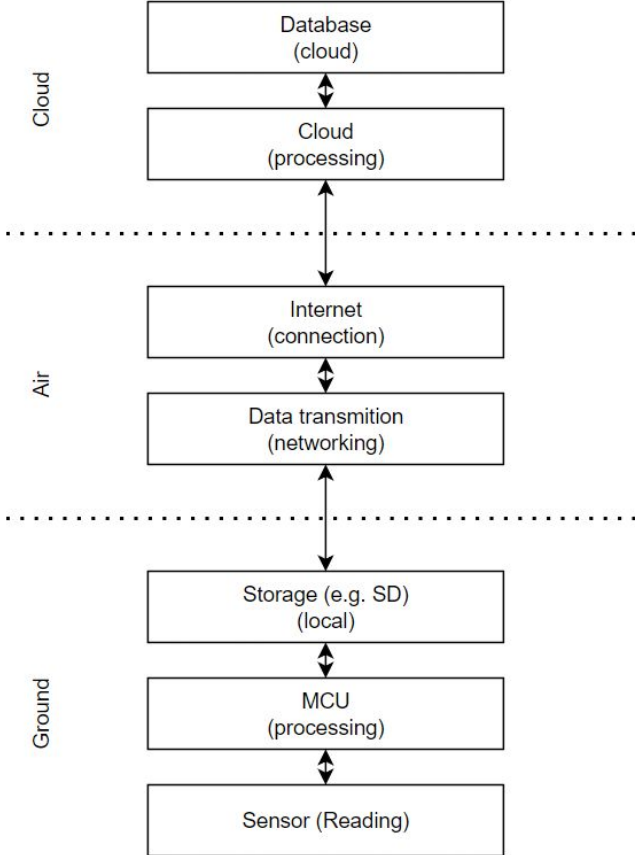 Database
(cloud)
Cloud
Cloud
(processing)
Internet
(connection)
Air
Data transmition
(networking)
Storage (e.g. SD)
(local)
Ground
MCU
(processing)
Sensor (Reading)